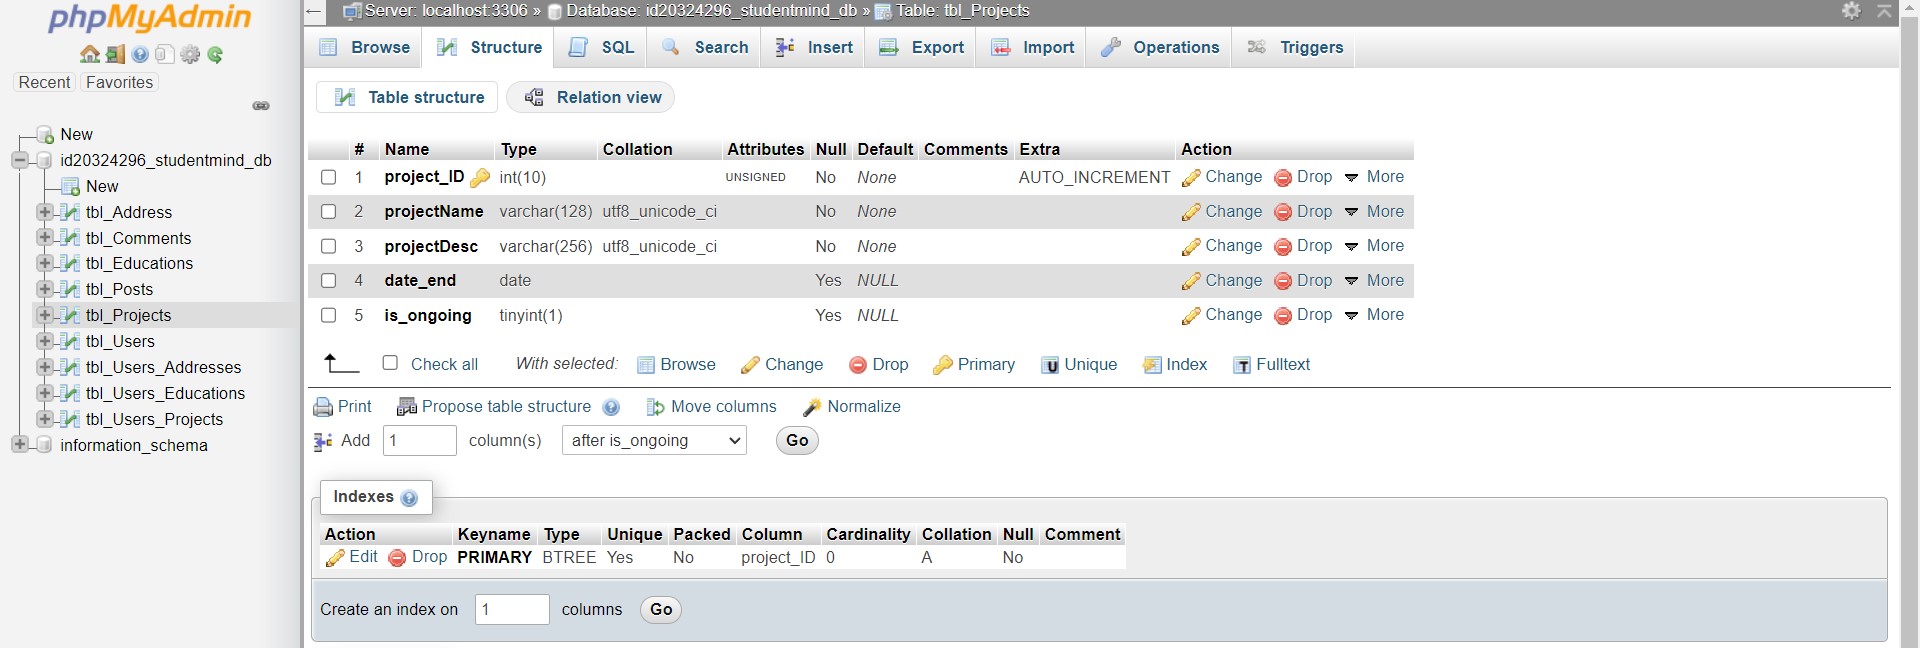 phpMyAdmin
Recent Favorites
New
id20324296_studentmind_db
New
tbl_Address
tbl_Comments
tbl_Educations
tbl_Posts
tbl_Projects
tbl_Users
tbl_Users_Addresses
tbl_Users_Educations
tbl_Users_Projects
information_schema
Server: localhost:3306 » Database: id20324296_studentmind_db » Table: tbl_Projects
Browse Structure SQL Search Insert Export Import Operations Triggers
Table structure Relation view
# Name Type Collation Attributes Null Default Comments Extra Action
1 project_ID int(10) UNSIGNED No None AUTO_INCREMENT Change Drop More
2 projectName varchar(128) utf8_unicode_ci No None Change Drop More
3 projectDesc varchar(256) utf8_unicode_ci No None Change Drop More
4 date_end date Yes NULL Change Drop More
5 is_ongoing tinyint(1) Yes NULL Change Drop More
Check all With selected: Browse Change Drop Primary Unique Index Fulltext
Print Propose table structure Move columns Normalize
Add 1 column(s) after is_ongoing Go
Indexes
Action Keyname Type Unique Packed Column Cardinality Collation Null Comment
Edit Drop PRIMARY BTREE Yes No project_ID 0 A No
Create an index on 1 columns Go